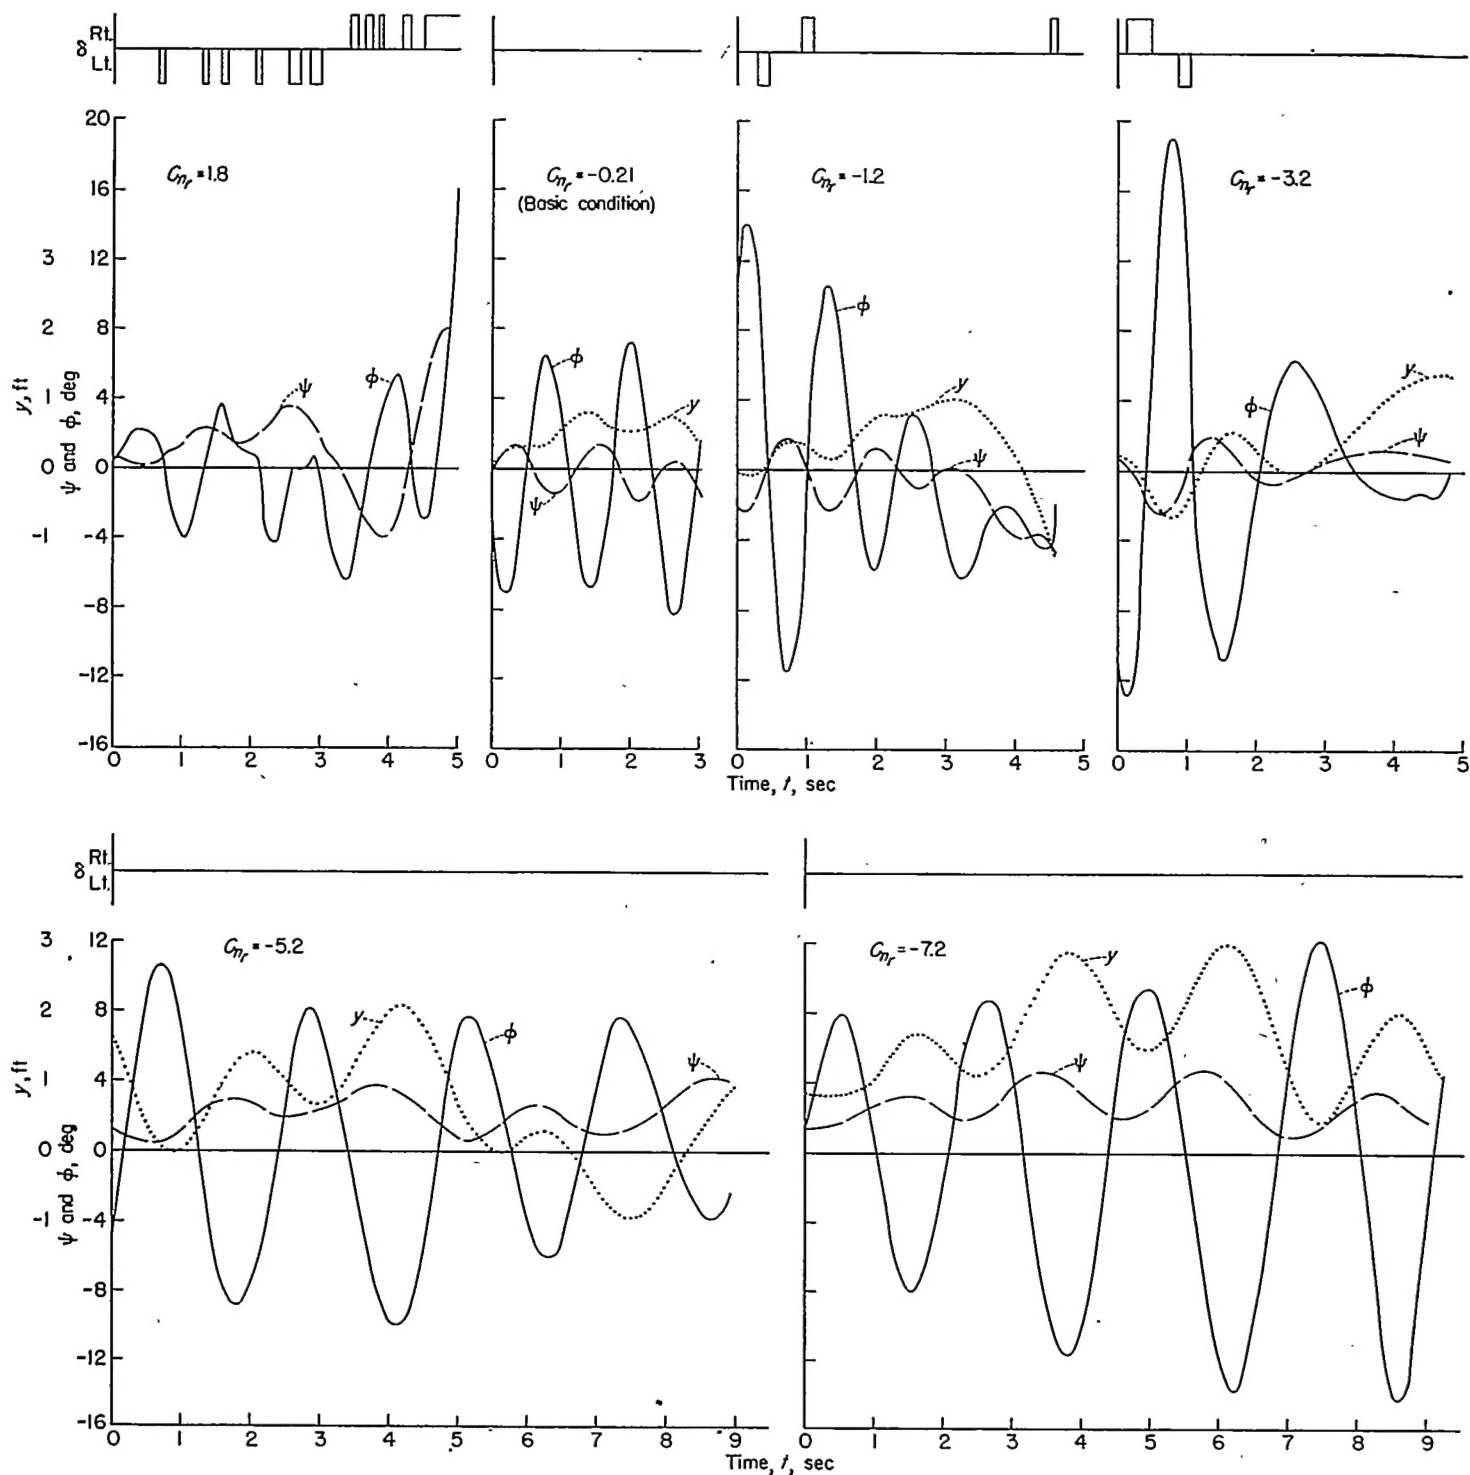 δ Rt. Lt.
20
16
3 12
2 8
1 4
0 0
-1 -4
-8
-12
-16
y, ft
ψ and ϕ, deg
C_{n_r} = 1.8
ψ
ϕ
0 1 2 3 4 5
C_{n_r} = -0.21
(Basic condition)
ϕ
y
ψ
0 1 2 3
C_{n_r} = -1.2
ϕ
y
ψ
0 1 2 3 4 5
C_{n_r} = -3.2
y
ϕ
ψ
0 1 2 3 4 5
Time, t, sec
δ Rt. Lt.
3 12
2 8
1 4
0 0
-1 -4
-8
-12
-16
y, ft
ψ and ϕ, deg
C_{n_r} = -5.2
y
ϕ
ψ
0 1 2 3 4 5 6 7 8 9
C_{n_r} = -7.2
y
ϕ
ψ
0 1 2 3 4 5 6 7 8 9
Time, t, sec